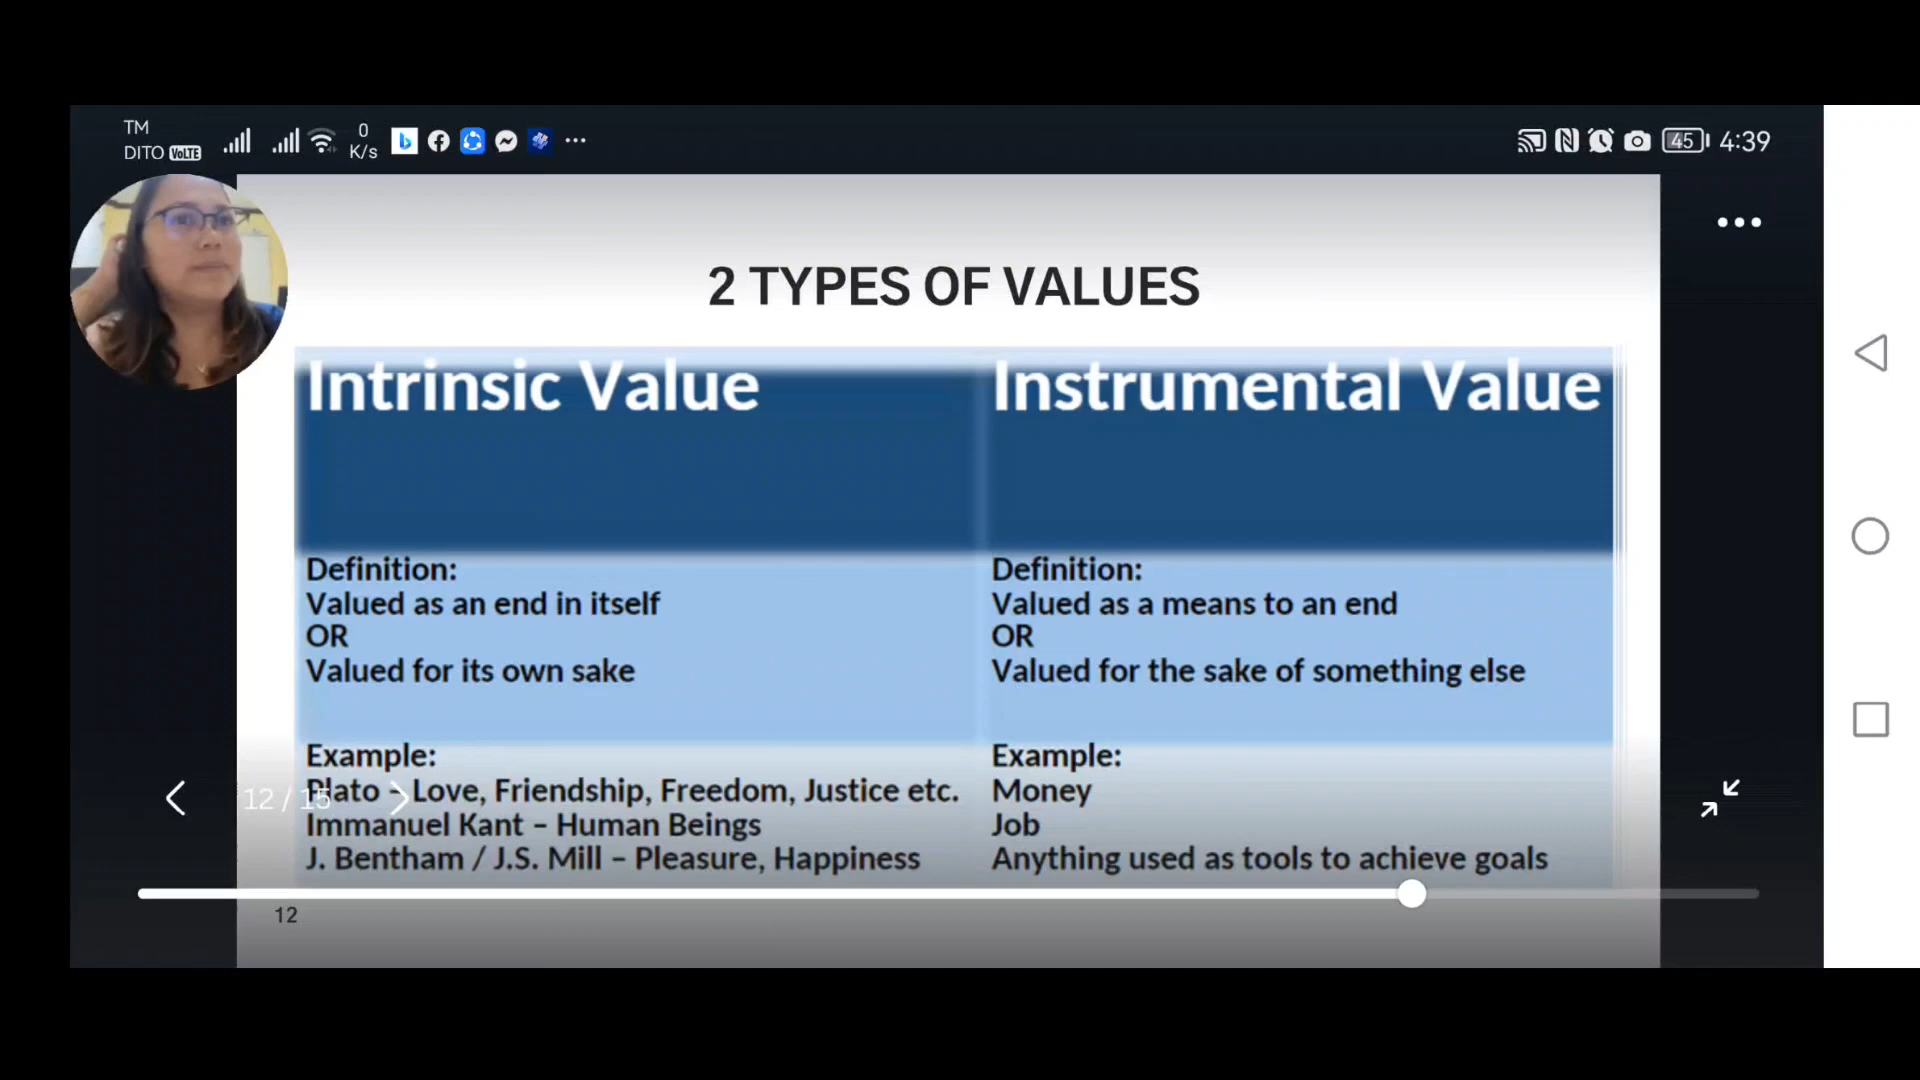 TM
DITO VoLTE
0
K/s
45
4:39
2 TYPES OF VALUES
Intrinsic Value
Instrumental Value
Definition:
Valued as an end in itself
OR
Valued for its own sake
Definition:
Valued as a means to an end
OR
Valued for the sake of something else
Example:
Plato – Love, Friendship, Freedom, Justice etc.
Immanuel Kant – Human Beings
J. Bentham / J.S. Mill – Pleasure, Happiness
Example:
Money
Job
Anything used as tools to achieve goals
12 / 15
12